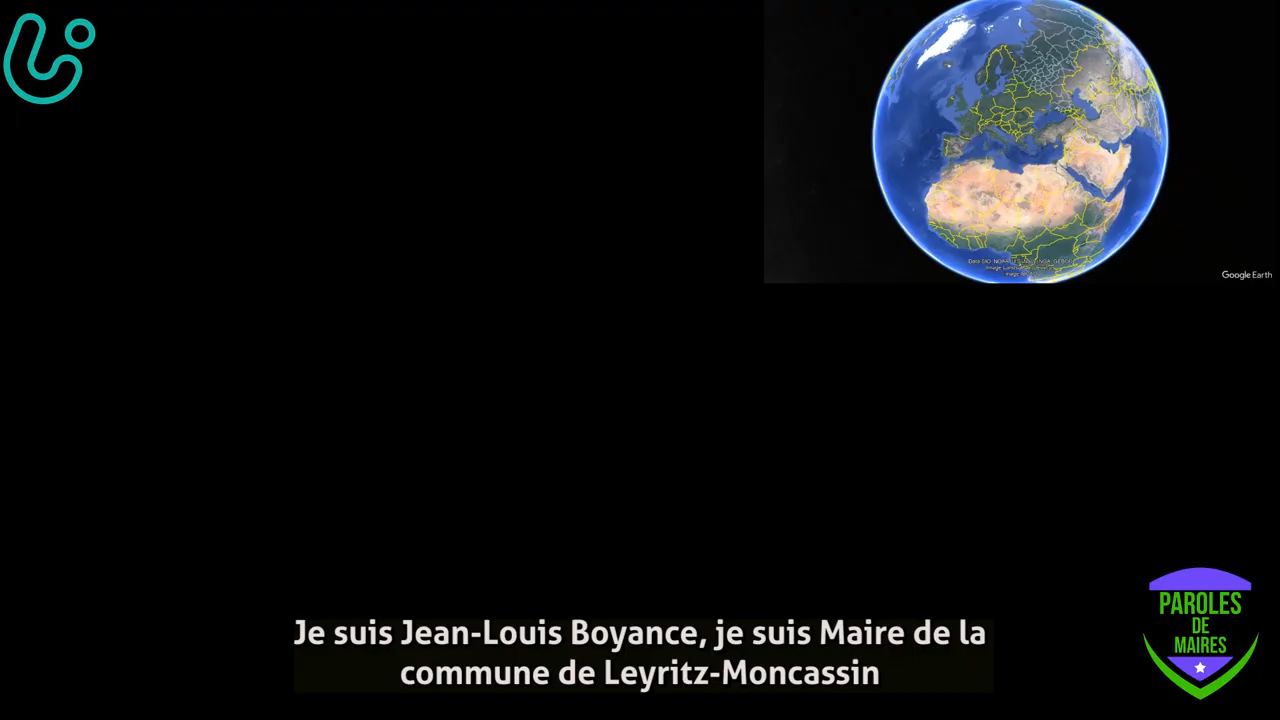 Google Earth
PAROLES
DE
MAIRES
Je suis Jean-Louis Boyance, je suis Maire de la
commune de Leyritz-Moncassin